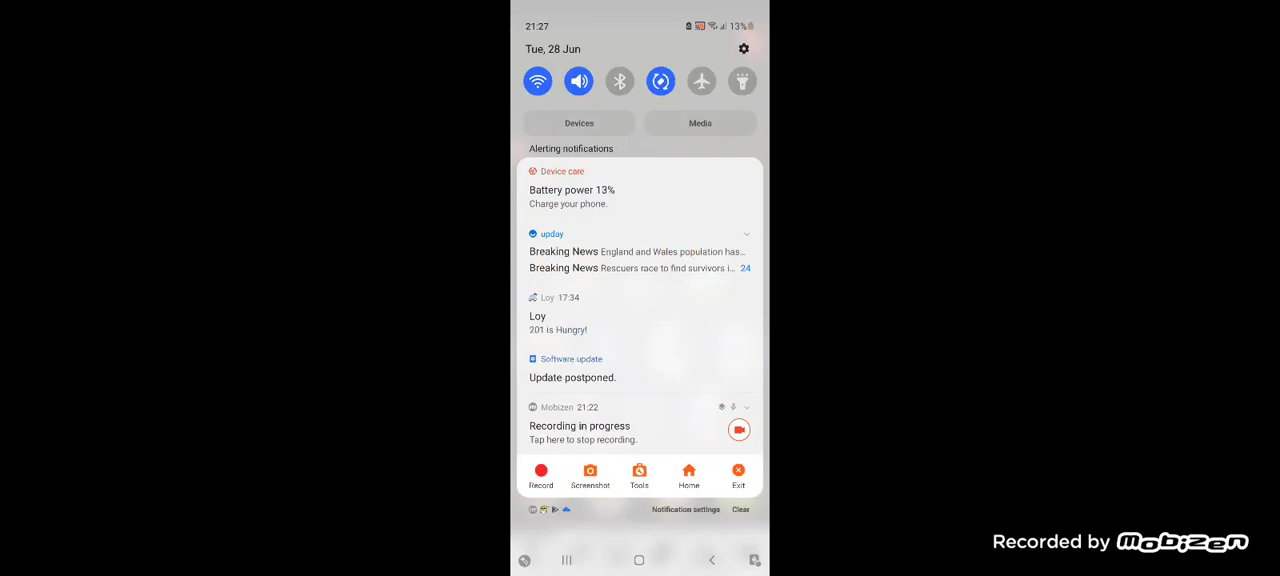 21:27
13%
Tue, 28 Jun
Devices
Media
Alerting notifications
Device care
Battery power 13%
Charge your phone.
upday
Breaking News England and Wales population has...
Breaking News Rescuers race to find survivors i... 24
Loy 17:34
Loy
201 is Hungry!
Software update
Update postponed.
Mobizen 21:22
Recording in progress
Tap here to stop recording.
Record Screenshot Tools Home Exit
Notification settings Clear
Recorded by mobizen